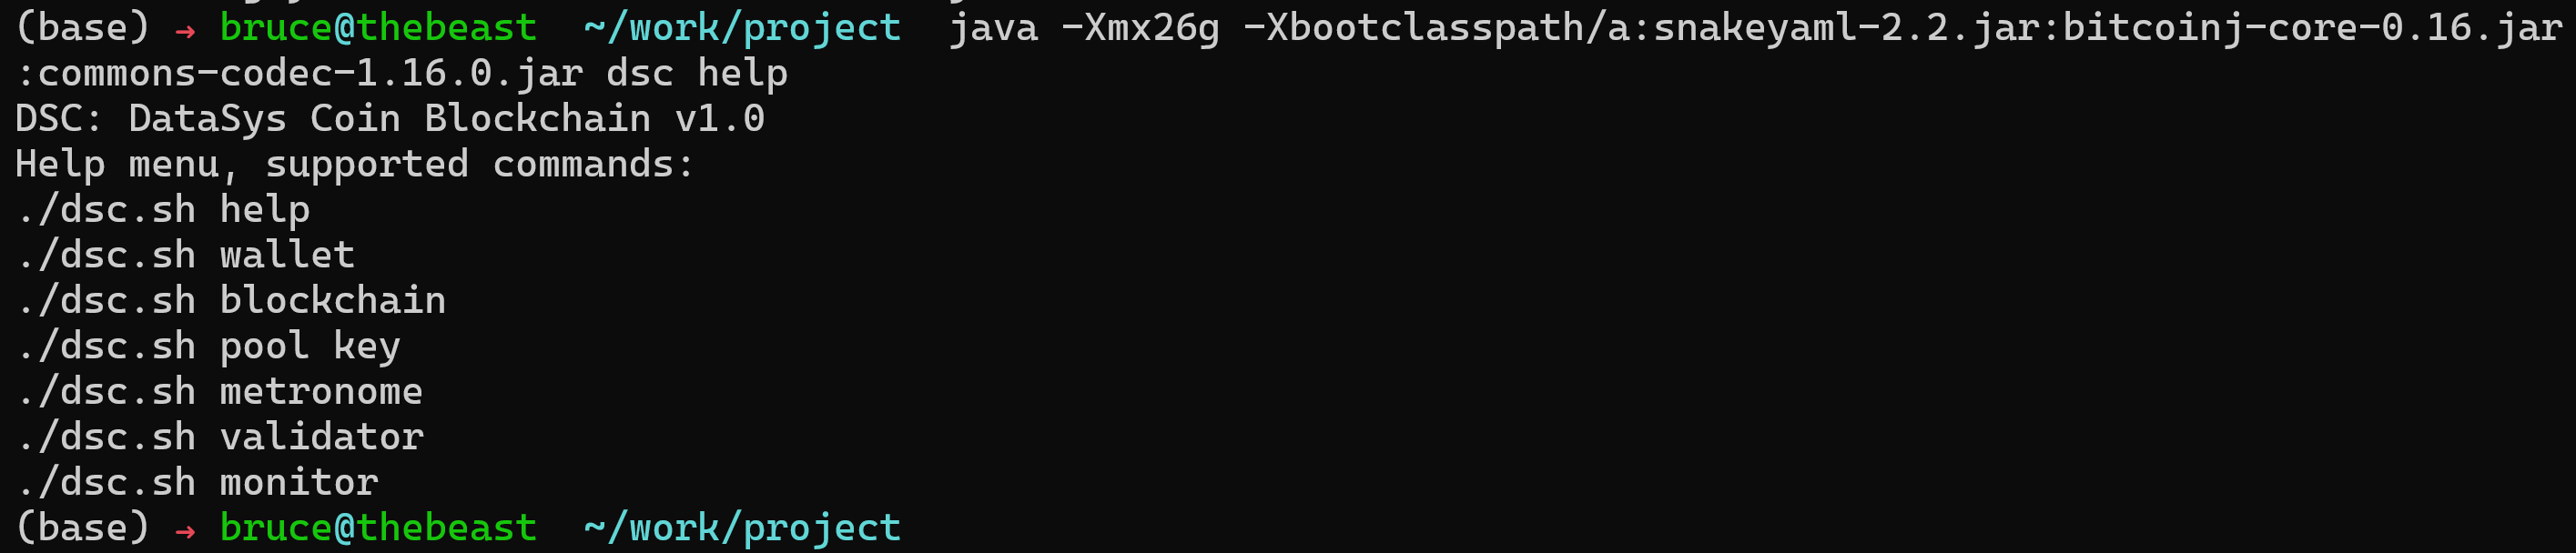 (base) → bruce@thebeast  ~/work/project  java -Xmx26g -Xbootclasspath/a:snakeyaml-2.2.jar:bitcoinj-core-0.16.jar
:commons-codec-1.16.0.jar dsc help
DSC: DataSys Coin Blockchain v1.0
Help menu, supported commands:
./dsc.sh help
./dsc.sh wallet
./dsc.sh blockchain
./dsc.sh pool key
./dsc.sh metronome
./dsc.sh validator
./dsc.sh monitor
(base) → bruce@thebeast  ~/work/project